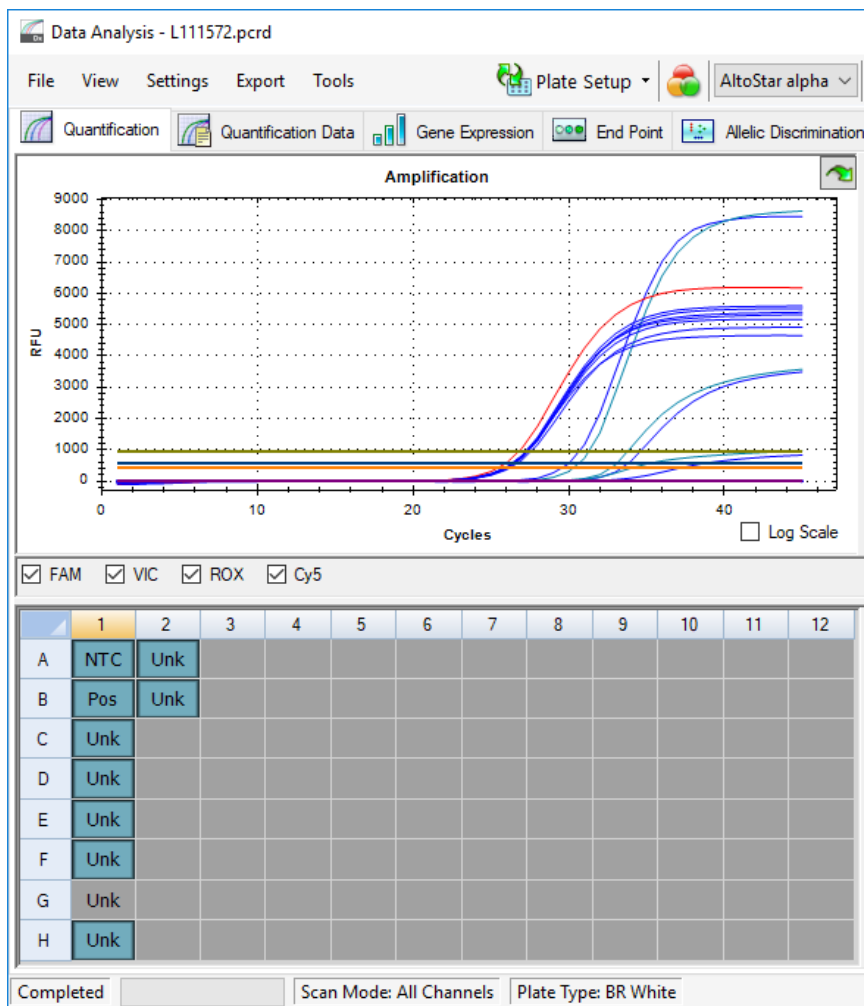 Data Analysis - L111572.pcrd
File View Settings Export Tools Plate Setup AltoStar alpha
Quantification Quantification Data Gene Expression End Point Allelic Discrimination
Amplification
9000
8000
7000
6000
5000
4000
3000
2000
1000
0
RFU
0 10 20 30 40
Cycles
Log Scale
FAM VIC ROX Cy5
1 2 3 4 5 6 7 8 9 10 11 12
A NTC Unk
B Pos Unk
C Unk
D Unk
E Unk
F Unk
G Unk
H Unk
Completed Scan Mode: All Channels Plate Type: BR White